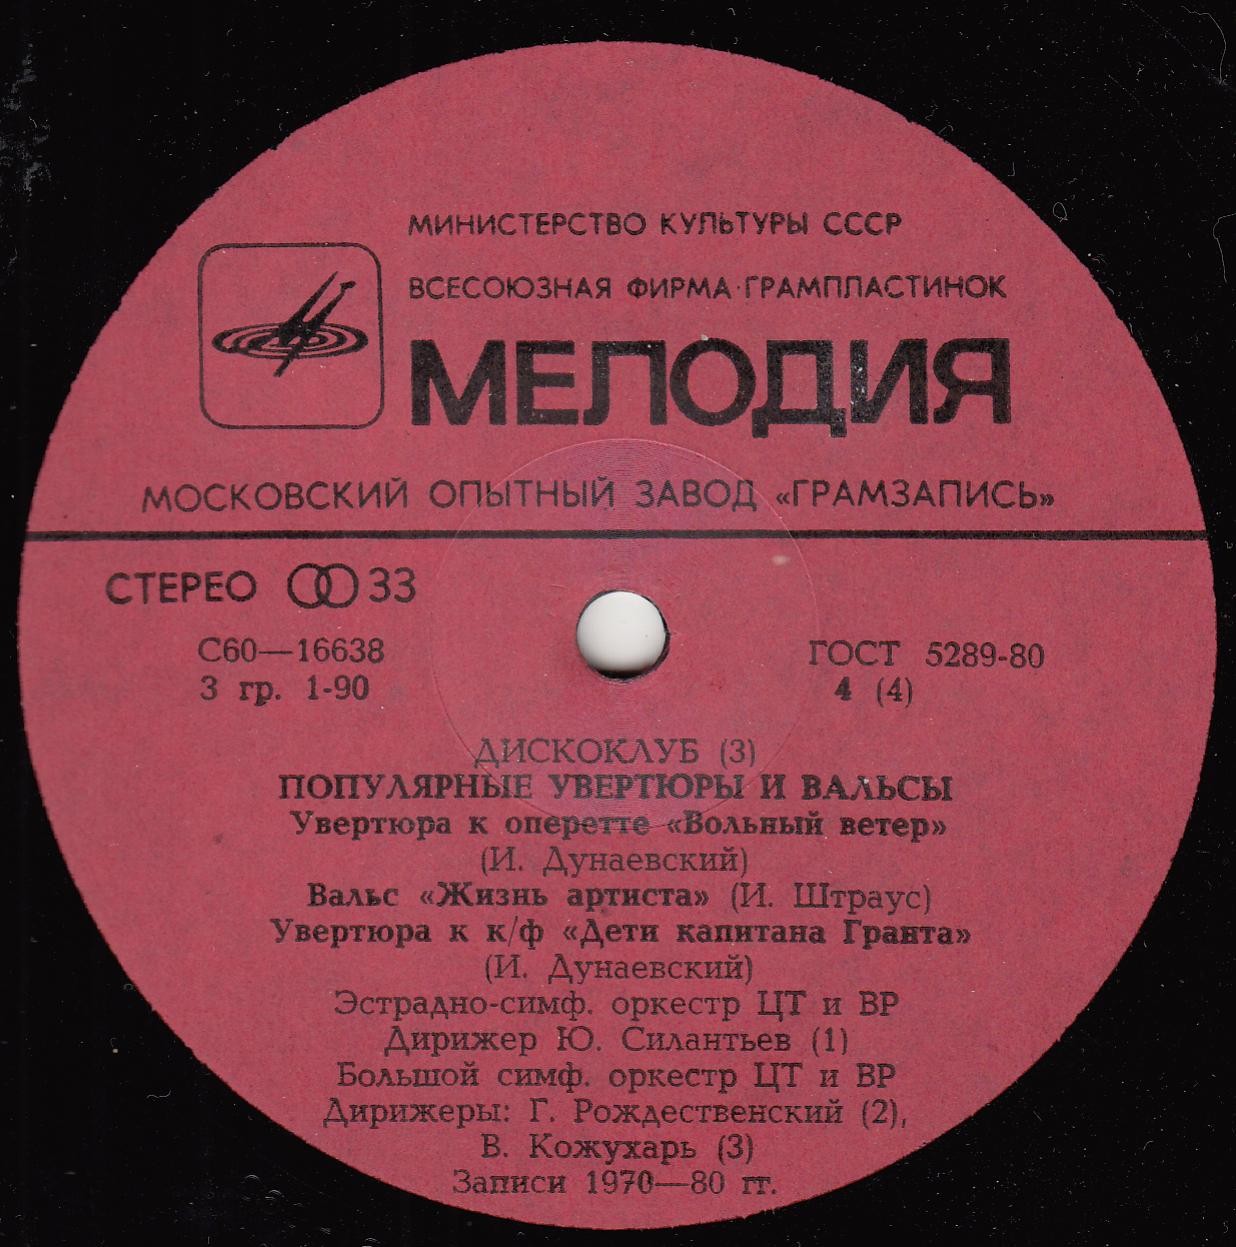 МИНИСТЕРСТВО КУЛЬТУРЫ СССР
ВСЕСОЮЗНАЯ ФИРМА ГРАМПЛАСТИНОК
МЕЛОДИЯ
МОСКОВСКИЙ ОПЫТНЫЙ ЗАВОД «ГРАМЗАПИСЬ»
СТЕРЕО 33
С60—16638
ГОСТ 5289-80
3 гр. 1-90
4 (4)
ДИСКОКЛУБ (3)
ПОПУЛЯРНЫЕ УВЕРТЮРЫ И ВАЛЬСЫ
Увертюра к оперетте «Вольный ветер»
(И. Дунаевский)
Вальс «Жизнь артиста» (И. Штраус)
Увертюра к к/ф «Дети капитана Гранта»
(И. Дунаевский)
Эстрадно-симф. оркестр ЦТ и ВР
Дирижер Ю. Силантьев (1)
Большой симф. оркестр ЦТ и ВР
Дирижеры: Г. Рождественский (2),
В. Кожухарь (3)
Записи 1970—80 гг.